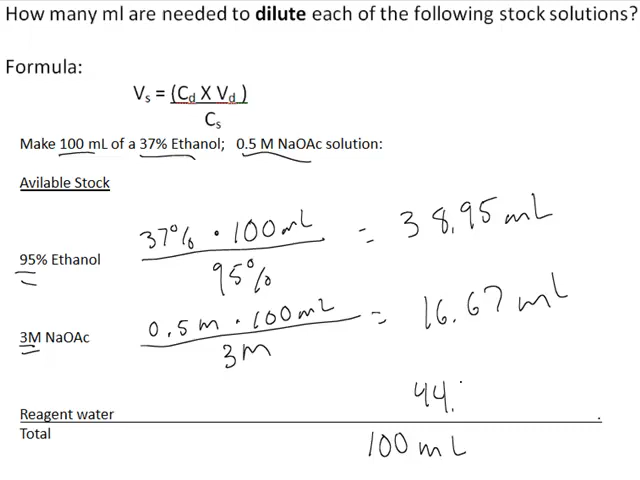 How many ml are needed to dilute each of the following stock solutions?
Formula:
Vs = (Cd X Vd )
Cs
Make 100 mL of a 37% Ethanol; 0.5 M NaOAc solution:
Avilable Stock
95% Ethanol 37% • 100mL = 38.95 mL
95%
3M NaOAc 0.5 M • 100 mL = 16.67 mL
3M
Reagent water 44. .
Total 100 mL